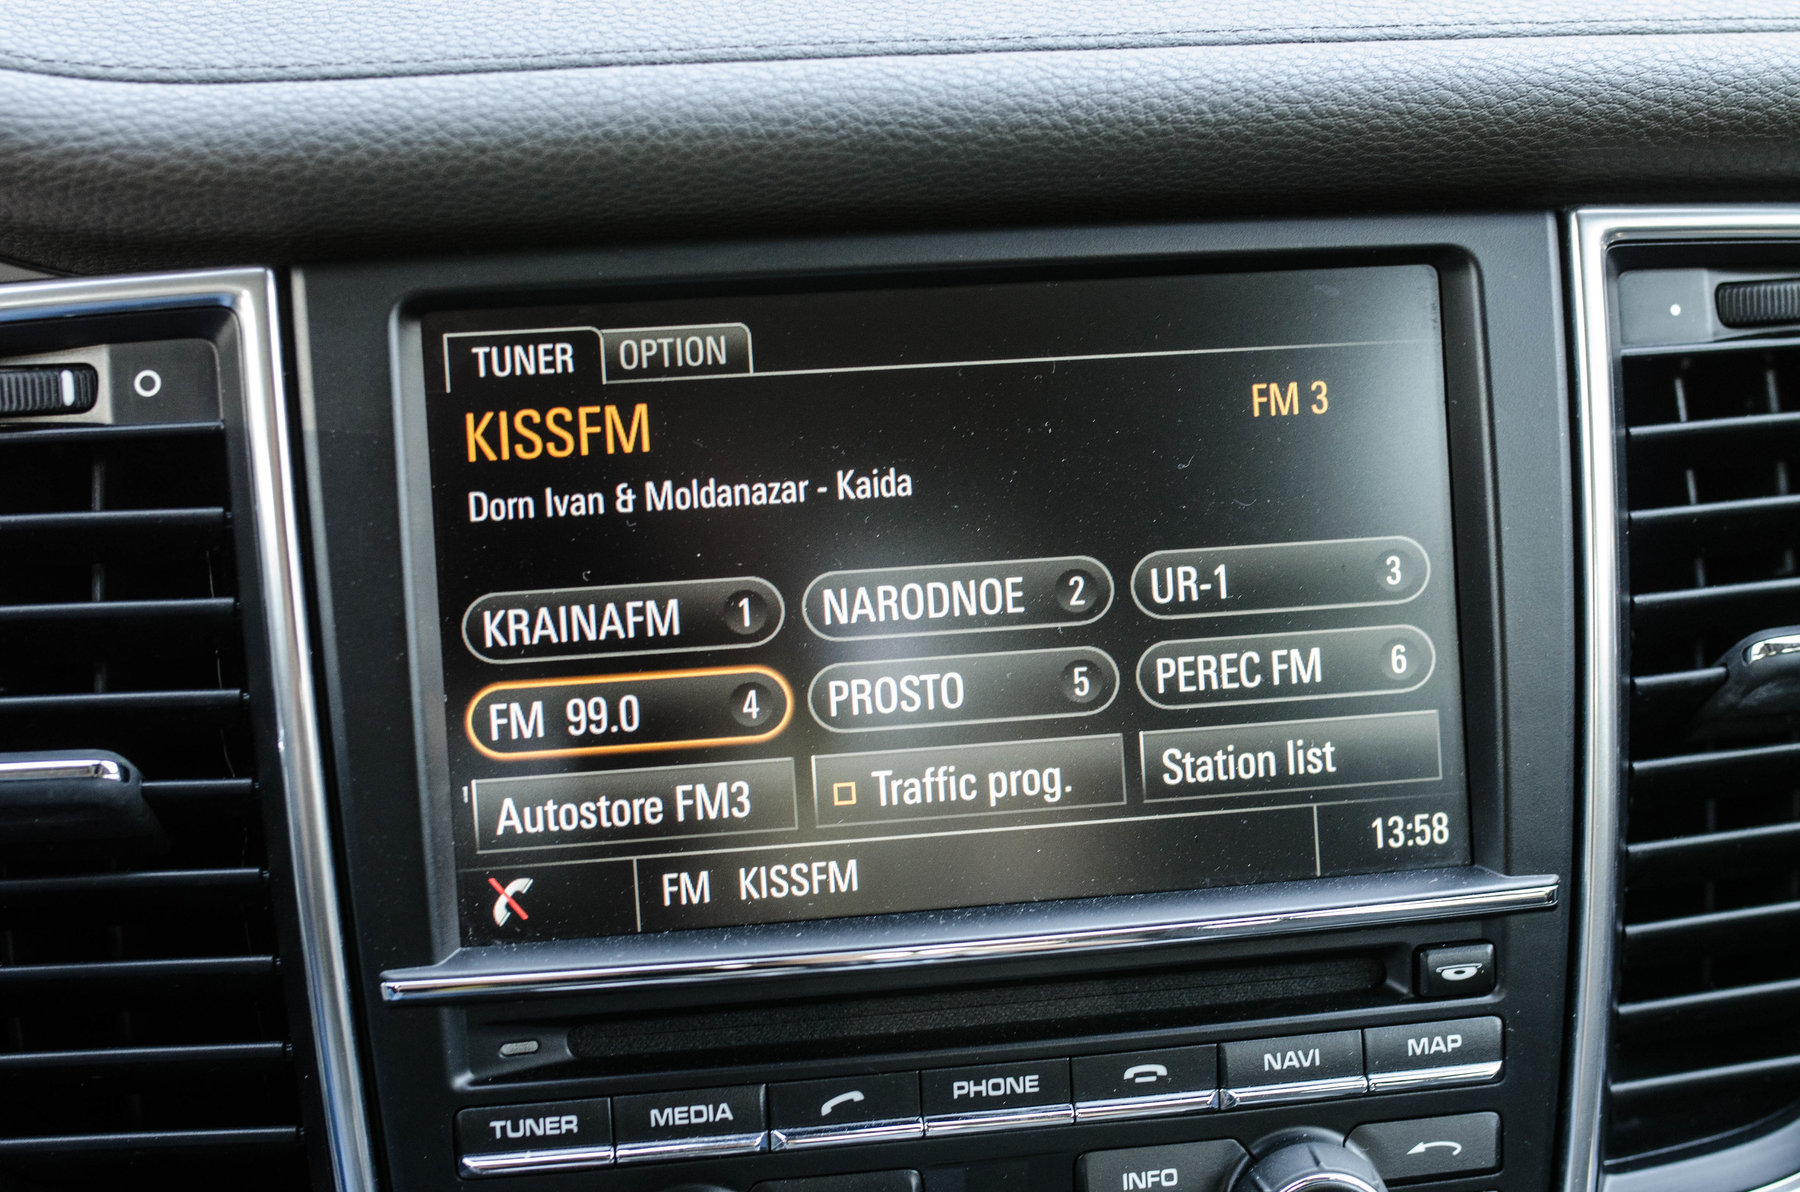 TUNER OPTION
KISSFM FM 3
Dorn Ivan & Moldanazar - Kaida
KRAINAFM 1 NARODNOE 2 UR-1 3
FM 99.0 4 PROSTO 5 PEREC FM 6
Autostore FM3 Traffic prog. Station list
FM KISSFM 13:58
TUNER MEDIA PHONE NAVI MAP
INFO